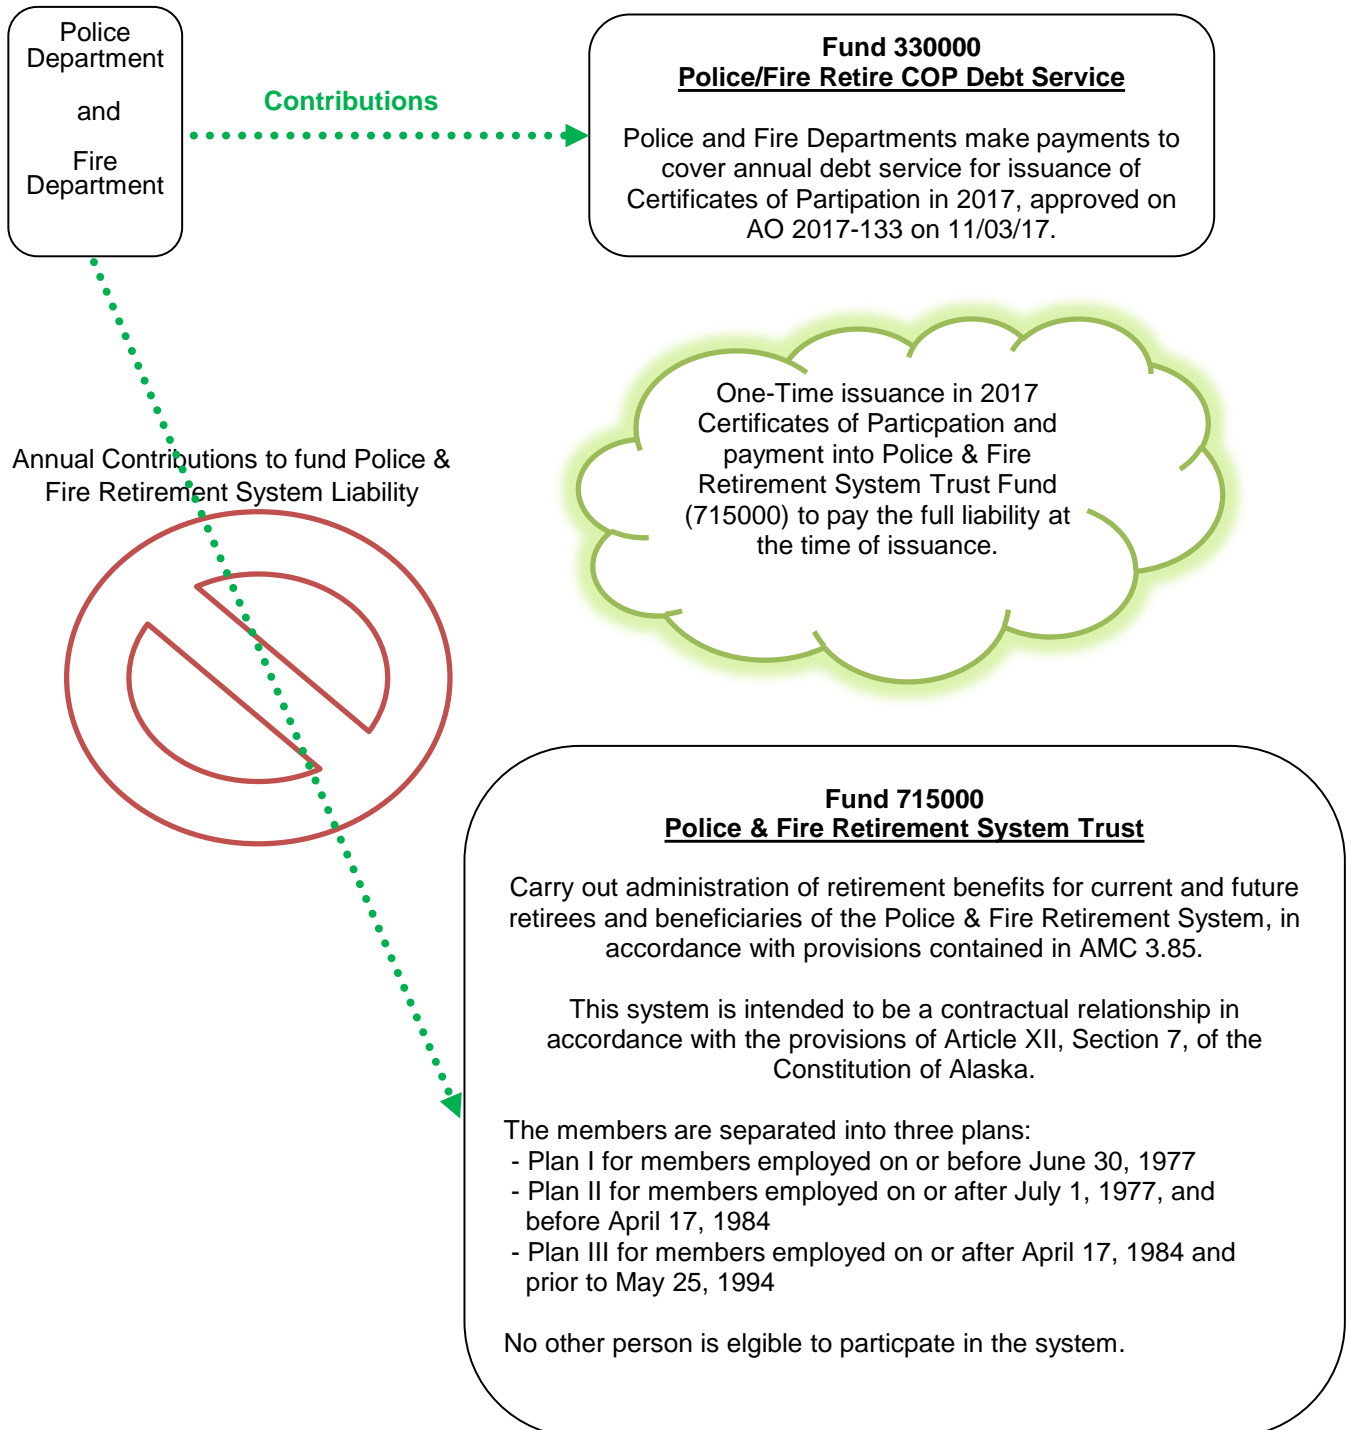 Police
Department
and
Fire
Department
Contributions
Fund 330000
Police/Fire Retire COP Debt Service
Police and Fire Departments make payments to
cover annual debt service for issuance of
Certificates of Partipation in 2017, approved on
AO 2017-133 on 11/03/17.
One-Time issuance in 2017
Certificates of Particpation and
payment into Police & Fire
Retirement System Trust Fund
(715000) to pay the full liability at
the time of issuance.
Annual Contributions to fund Police &
Fire Retirement System Liability
Fund 715000
Police & Fire Retirement System Trust
Carry out administration of retirement benefits for current and future
retirees and beneficiaries of the Police & Fire Retirement System, in
accordance with provisions contained in AMC 3.85.
This system is intended to be a contractual relationship in
accordance with the provisions of Article XII, Section 7, of the
Constitution of Alaska.
The members are separated into three plans:
- Plan I for members employed on or before June 30, 1977
- Plan II for members employed on or after July 1, 1977, and
before April 17, 1984
- Plan III for members employed on or after April 17, 1984 and
prior to May 25, 1994
No other person is elgible to particpate in the system.